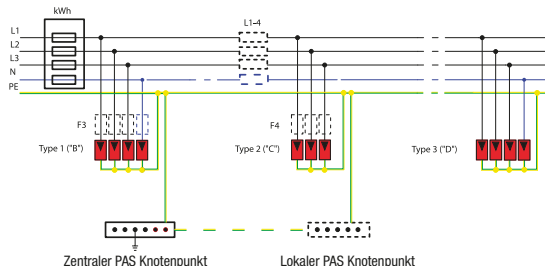 kWh
L1-4
L1
L2
L3
N
PE
F3
F4
Type 1 ("B")
Type 2 ("C")
Type 3 ("D")
Zentraler PAS Knotenpunkt
Lokaler PAS Knotenpunkt